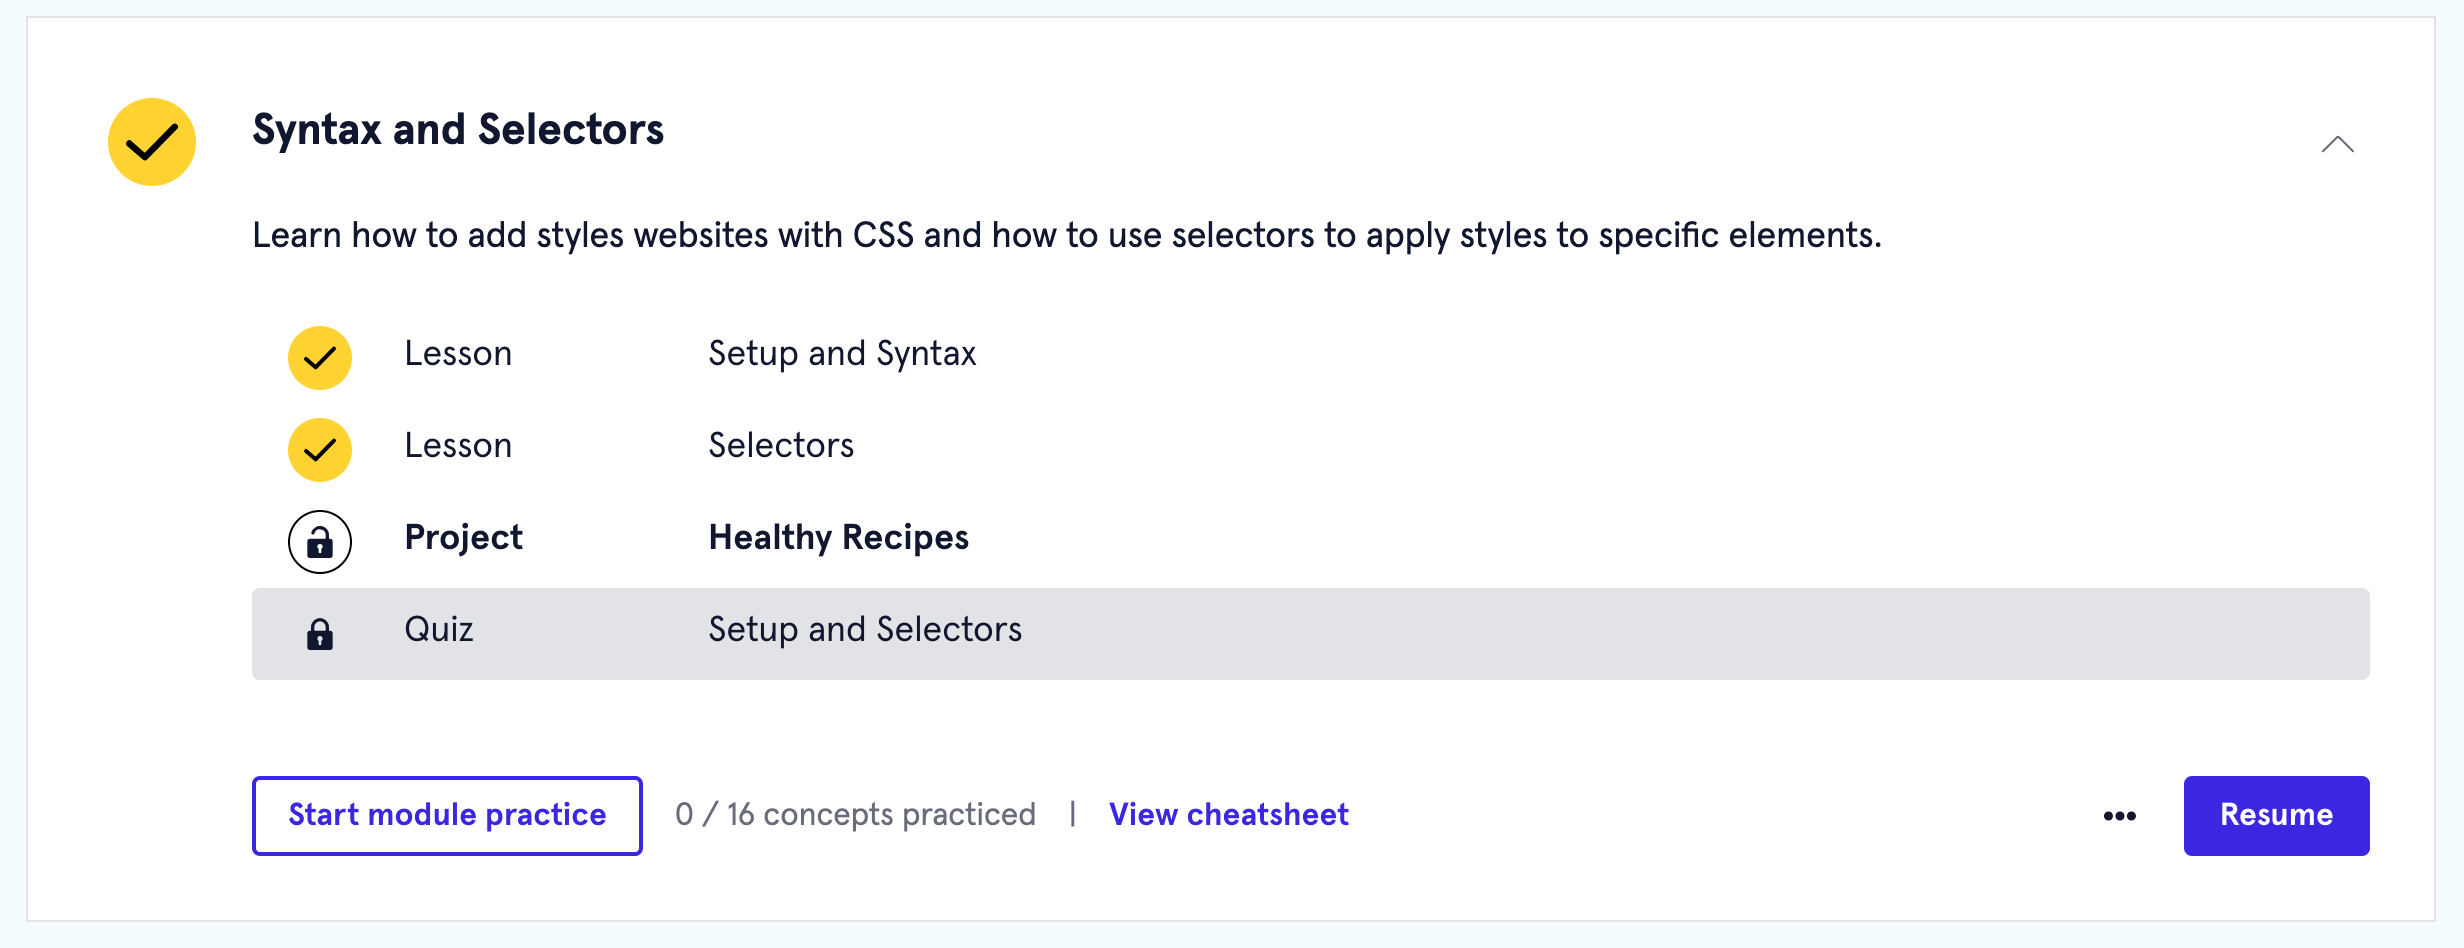 Syntax and Selectors
Learn how to add styles websites with CSS and how to use selectors to apply styles to specific elements.
Lesson Setup and Syntax
Lesson Selectors
Project Healthy Recipes
Quiz Setup and Selectors
Start module practice 0 / 16 concepts practiced | View cheatsheet ••• Resume